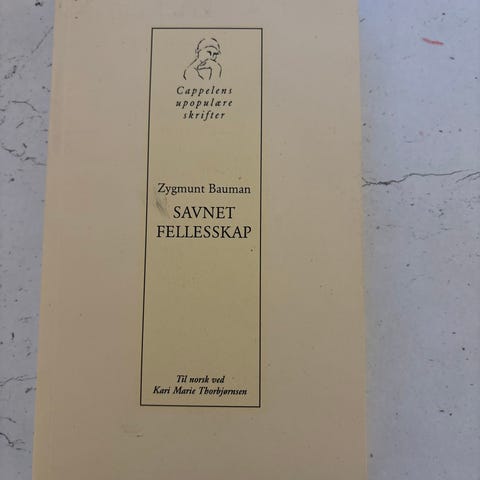 Cappelens
upopulære
skrifter
Zygmunt Bauman
SAVNET
FELLESSKAP
Til norsk ved
Kari Marie Thorbjørnsen